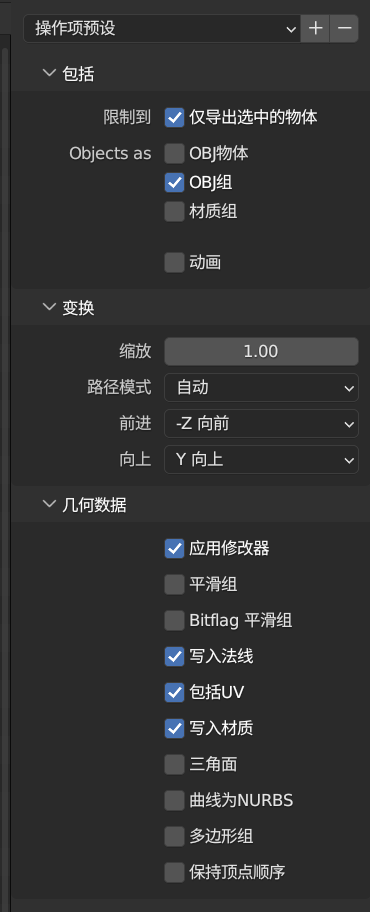 操作项预设
包括
限制到 仅导出选中的物体
Objects as OBJ物体
OBJ组
材质组
动画
变换
缩放 1.00
路径模式 自动
前进 -Z 向前
向上 Y 向上
几何数据
应用修改器
平滑组
Bitflag 平滑组
写入法线
包括UV
写入材质
三角面
曲线为NURBS
多边形组
保持顶点顺序